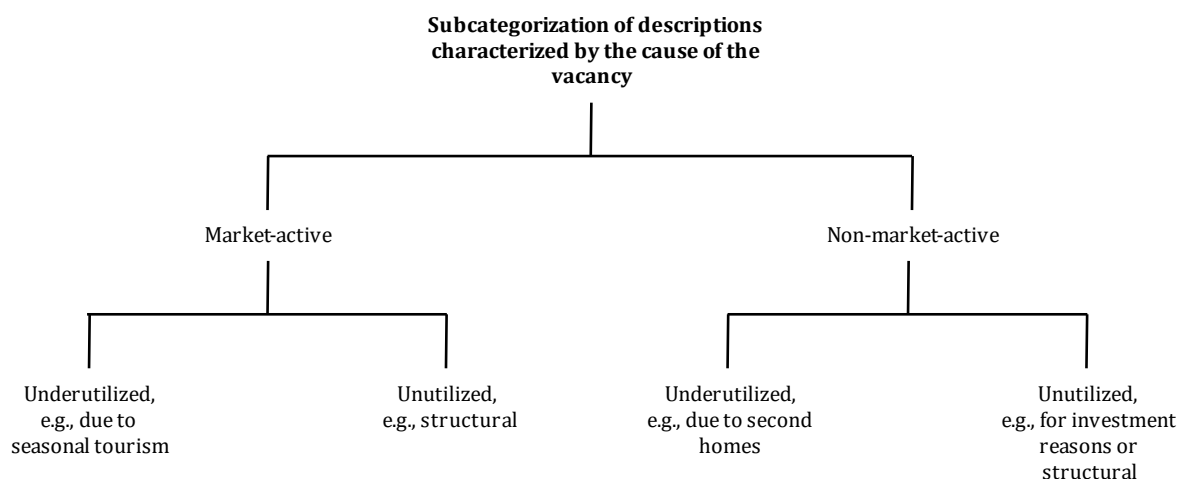 Subcategorization of descriptions
characterized by the cause of the
vacancy
Market-active
Non-market-active
Underutilized,
e.g., due to
seasonal tourism
Unutilized,
e.g., structural
Underutilized,
e.g., due to second
homes
Unutilized,
e.g., for investment
reasons or
structural